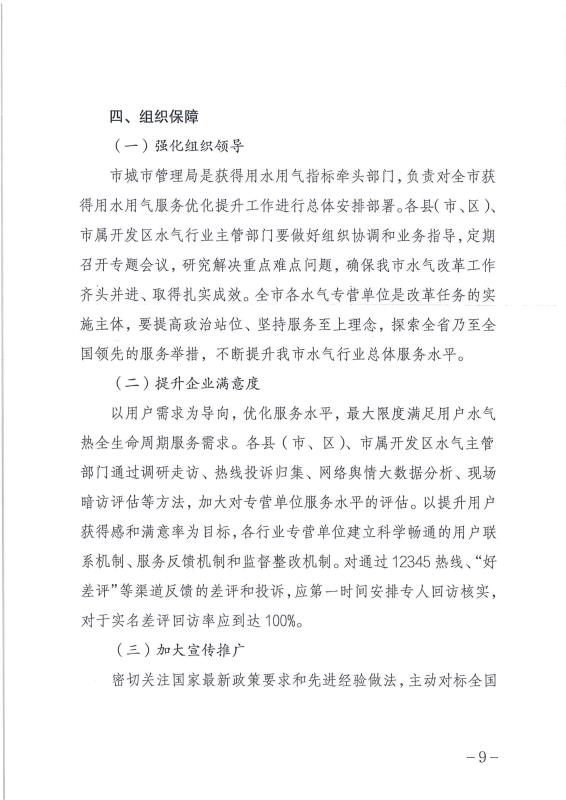 四、组织保障
（一）强化组织领导
市城市管理局是获得用水用气指标牵头部门，负责对全市获
得用水用气服务优化提升工作进行总体安排部署。各县（市、区）、
市属开发区水气行业主管部门要做好组织协调和业务指导，定期
召开专题会议，研究解决重点难点问题，确保我市水气改革工作
齐头并进、取得扎实成效。全市各水气专营单位是改革任务的实
施主体，要提高政治站位、坚持服务至上理念，探索全省乃至全
国领先的服务举措，不断提升我市水气行业总体服务水平。
（二）提升企业满意度
以用户需求为导向，优化服务水平，最大限度满足用户水气
热全生命周期服务需求。各县（市、区）、市属开发区水气主管
部门通过调研走访、热线投诉归集、网络舆情大数据分析、现场
暗访评估等方法，加大对专营单位服务水平的评估。以提升用户
获得感和满意率为目标，各行业专营单位建立科学畅通的用户联
系机制、服务反馈机制和监督整改机制。对通过12345热线、“好
差评”等渠道反馈的差评和投诉，应第一时间安排专人回访核实，
对于实名差评回访率应到达100%。
（三）加大宣传推广
密切关注国家最新政策要求和先进经验做法，主动对标全国
-9-